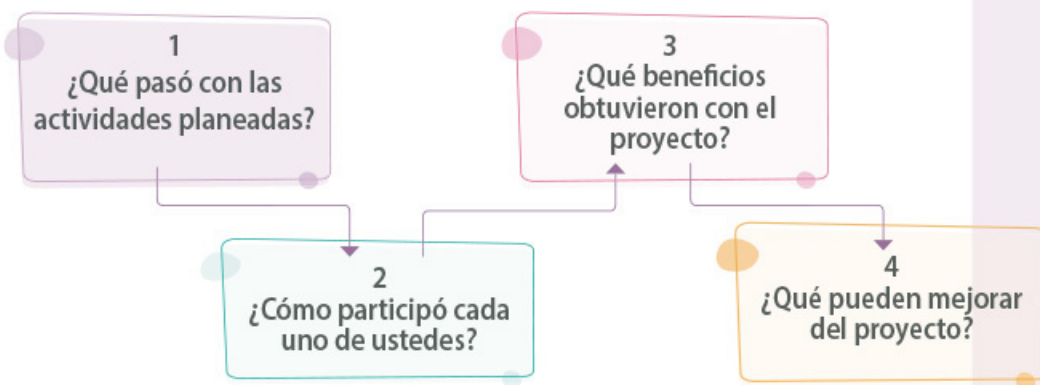 1
¿Qué pasó con las
actividades planeadas?
2
¿Cómo participó cada
uno de ustedes?
3
¿Qué beneficios
obtuvieron con el
proyecto?
4
¿Qué pueden mejorar
del proyecto?